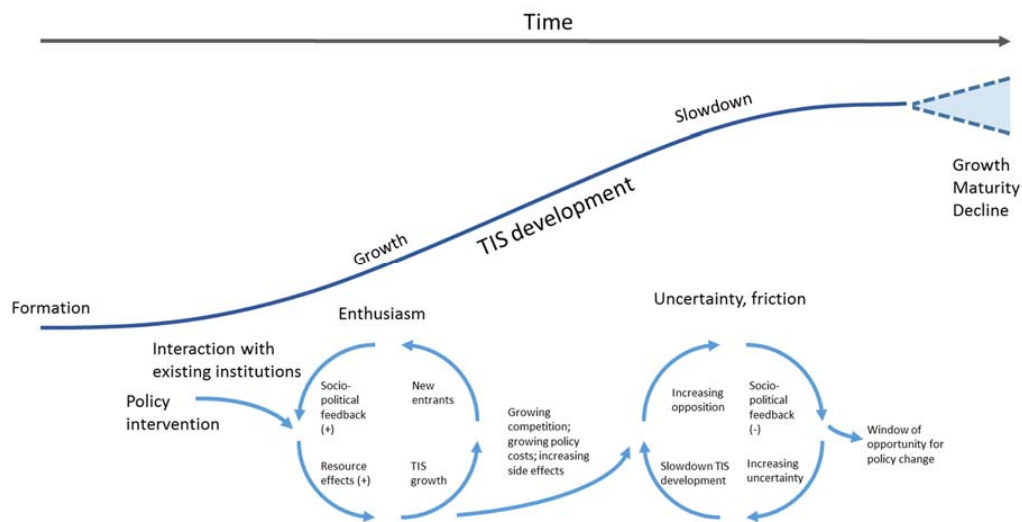 Time
Slowdown
Growth
Maturity
Decline
TIS development
Growth
Formation
Enthusiasm
Uncertainty, friction
Interaction with
existing institutions
Policy
intervention
Socio-
political
feedback
(+)
New
entrants
Resource
effects (+)
TIS
growth
Growing
competition;
growing policy
costs; increasing
side effects
Increasing
opposition
Socio-
political
feedback
(-)
Slowdown TIS
development
Increasing
uncertainty
Window of
opportunity for
policy change